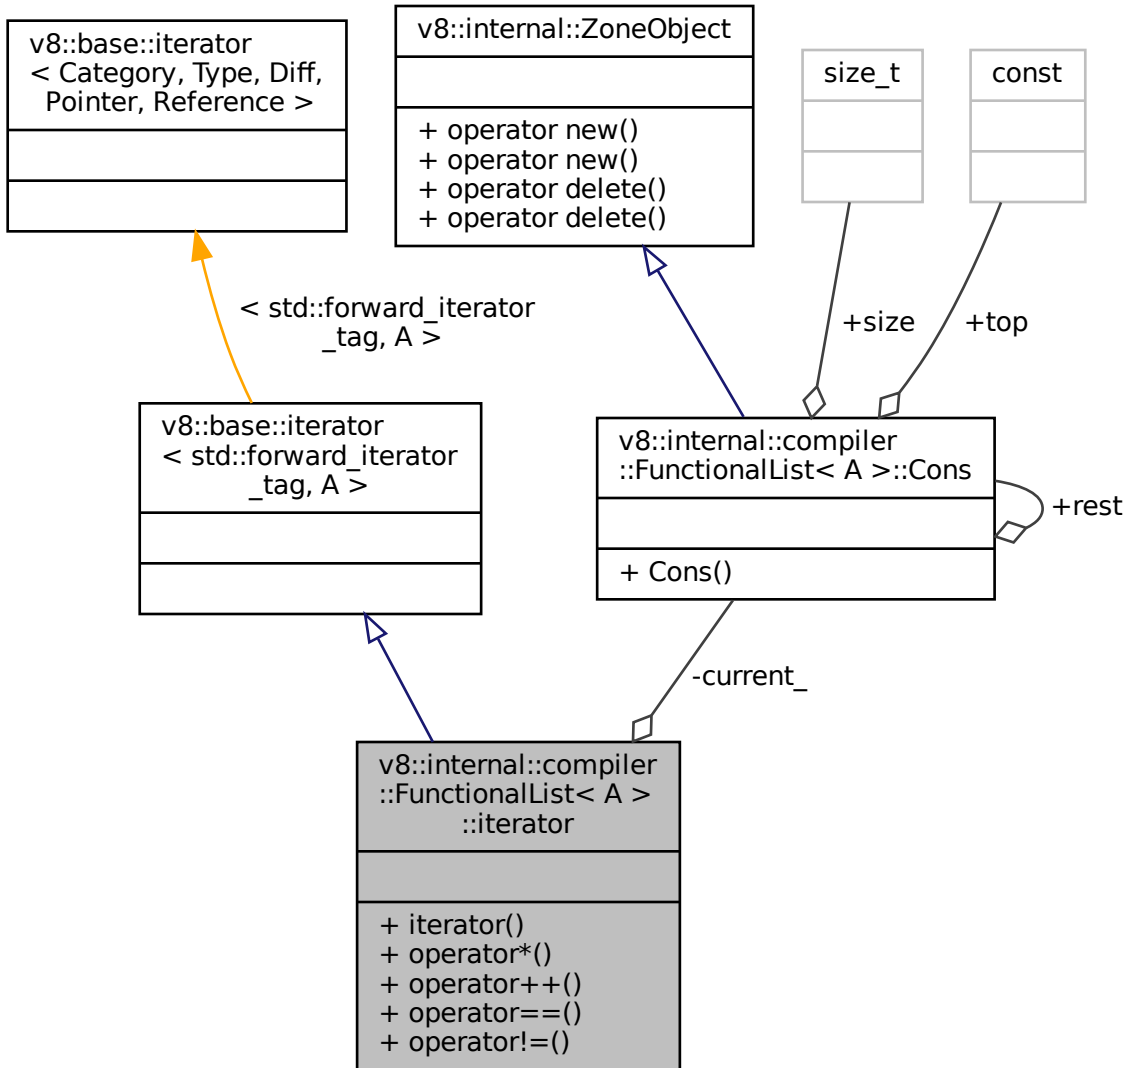 v8::base::iterator
< Category, Type, Diff,
Pointer, Reference >
v8::internal::ZoneObject
+ operator new()
+ operator new()
+ operator delete()
+ operator delete()
size_t
const
< std::forward_iterator
_tag, A >
+size
+top
v8::base::iterator
< std::forward_iterator
_tag, A >
v8::internal::compiler
::FunctionalList< A >::Cons
+ Cons()
+rest
-current_
v8::internal::compiler
::FunctionalList< A >
::iterator
+ iterator()
+ operator*()
+ operator++()
+ operator==()
+ operator!=()